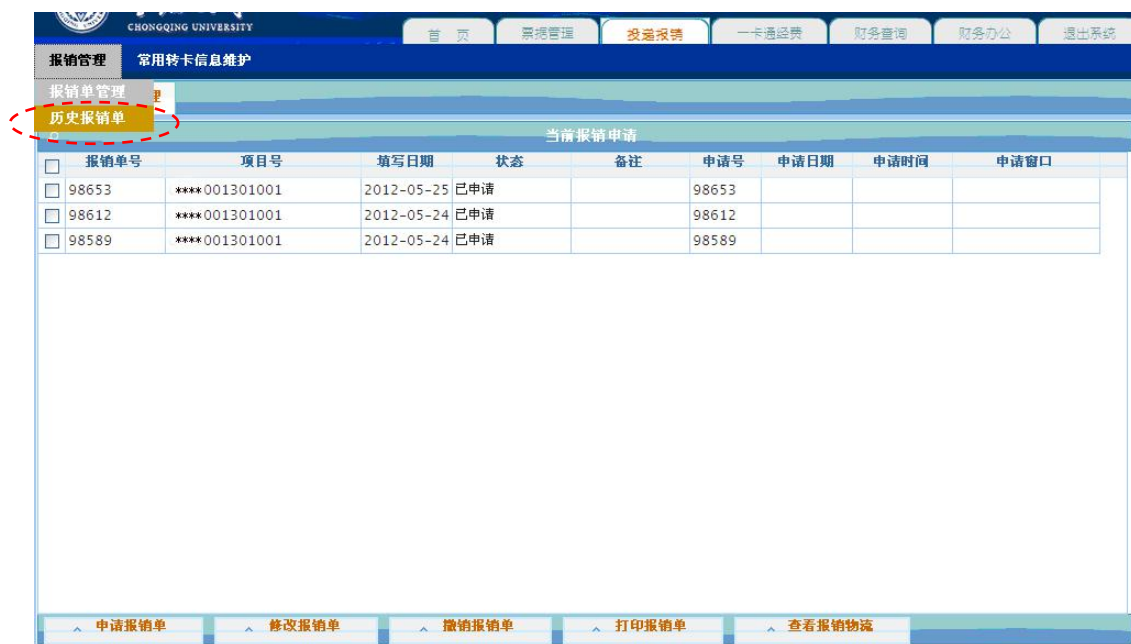 CHONGQING UNIVERSITY
首 页 票据管理 投递报销 一卡通经费 财务查询 财务办公 退出系统
报销管理 常用转卡信息维护
报销单管理 理
历史报销单
当前报销申请
报销单号 项目号 填写日期 状态 备注 申请号 申请日期 申请时间 申请窗口
98653 ****001301001 2012-05-25 已申请 98653
98612 ****001301001 2012-05-24 已申请 98612
98589 ****001301001 2012-05-24 已申请 98589
申请报销单 修改报销单 撤销报销单 打印报销单 查看报销物流